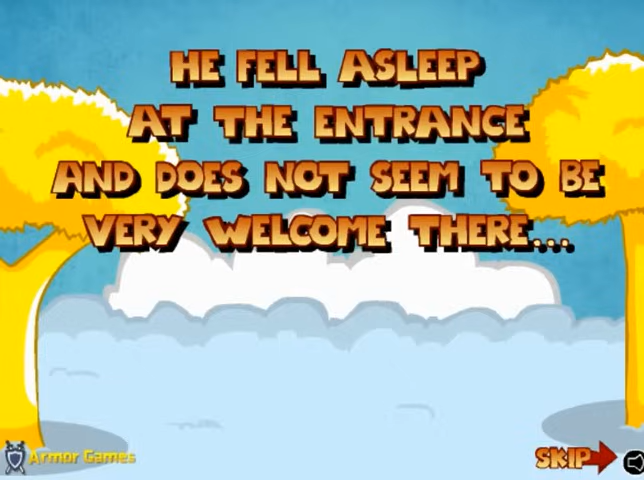 HE FELL ASLEEP
AT THE ENTRANCE
AND DOES NOT SEEM TO BE
VERY WELCOME THERE...
Armor Games
SKIP